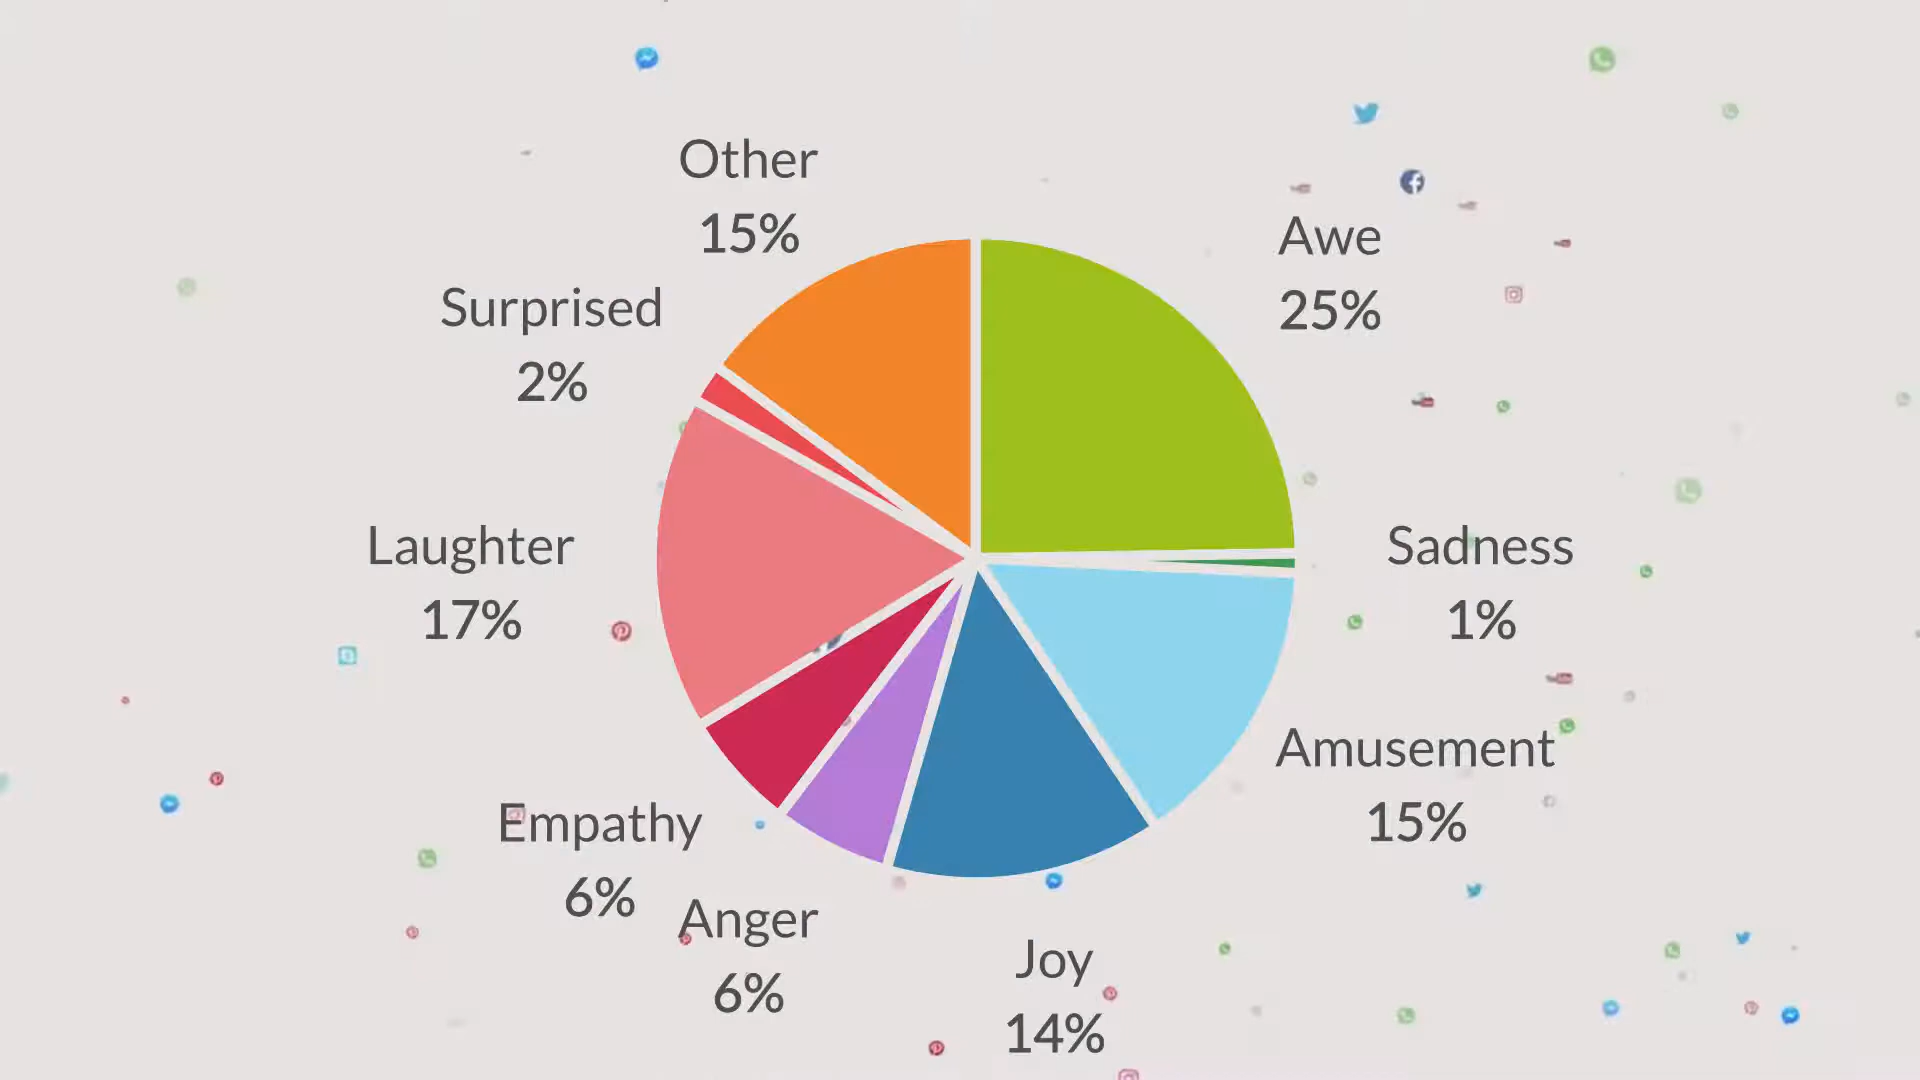 Other
15%
Awe
25%
Surprised
2%
Laughter
17%
Sadness
1%
Amusement
15%
Empathy
6%
Anger
6%
Joy
14%